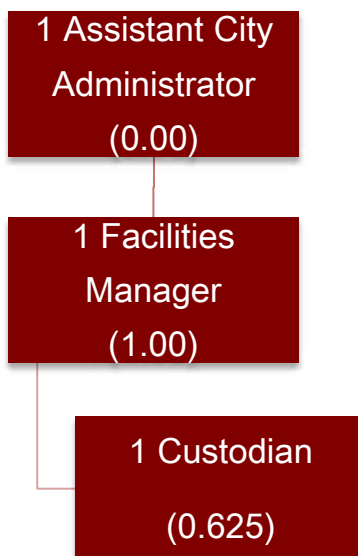 1 Assistant City
Administrator
(0.00)
1 Facilities
Manager
(1.00)
1 Custodian
(0.625)